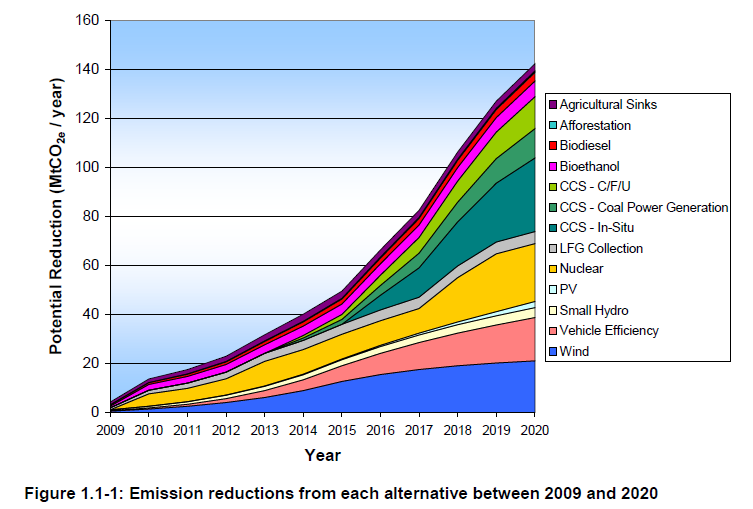 160
140
120
100
80
60
40
20
0
Potential Reduction (MtCO2e / year)
2009 2010 2011 2012 2013 2014 2015 2016 2017 2018 2019 2020
Year
Agricultural Sinks
Afforestation
Biodiesel
Bioethanol
CCS - C/F/U
CCS - Coal Power Generation
CCS - In-Situ
LFG Collection
Nuclear
PV
Small Hydro
Vehicle Efficiency
Wind
Figure 1.1-1: Emission reductions from each alternative between 2009 and 2020